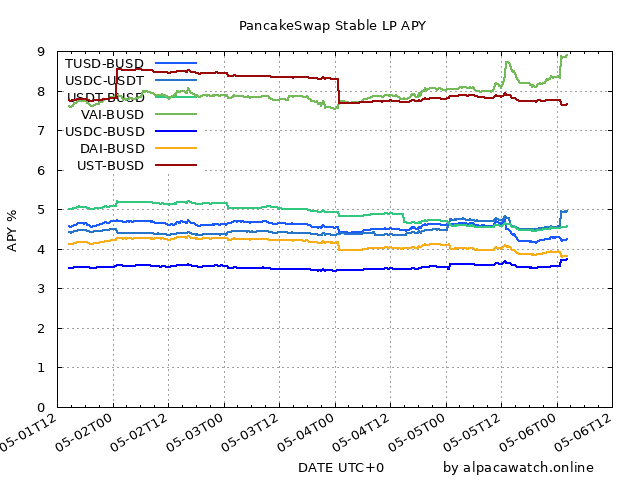 PancakeSwap Stable LP APY
TUSD-BUSD
USDC-USDT
USDT-BUSD
VAI-BUSD
USDC-BUSD
DAI-BUSD
UST-BUSD
APY %
9
8
7
6
5
4
3
2
1
0
05-01T12
05-02T00
05-02T12
05-03T00
05-03T12
05-04T00
05-04T12
05-05T00
05-05T12
05-06T00
05-06T12
DATE UTC+0
by alpacawatch.online